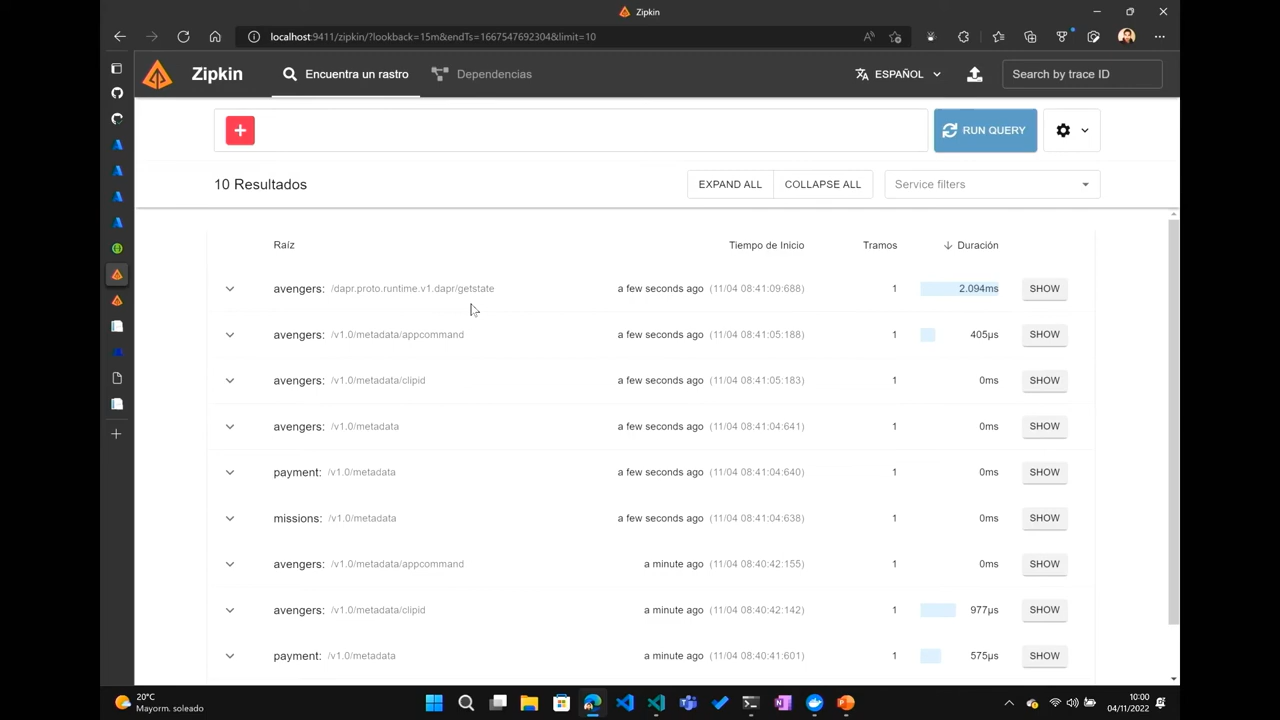 Zipkin
localhost:9411/zipkin/?lookback=15m&endTs=1667547692304&limit=10
Zipkin
Encuentra un rastro
Dependencias
ESPAÑOL
Search by trace ID
RUN QUERY
10 Resultados
EXPAND ALL
COLLAPSE ALL
Service filters
Raíz
Tiempo de Inicio
Tramos
Duración
avengers: /dapr.proto.runtime.v1.dapr/getstate a few seconds ago (11/04 08:41:09:688) 1 2.094ms SHOW
avengers: /v1.0/metadata/appcommand a few seconds ago (11/04 08:41:05:188) 1 405µs SHOW
avengers: /v1.0/metadata/clipid a few seconds ago (11/04 08:41:05:183) 1 0ms SHOW
avengers: /v1.0/metadata a few seconds ago (11/04 08:41:04:641) 1 0ms SHOW
payment: /v1.0/metadata a few seconds ago (11/04 08:41:04:640) 1 0ms SHOW
missions: /v1.0/metadata a few seconds ago (11/04 08:41:04:638) 1 0ms SHOW
avengers: /v1.0/metadata/appcommand a minute ago (11/04 08:40:42:155) 1 0ms SHOW
avengers: /v1.0/metadata/clipid a minute ago (11/04 08:40:42:142) 1 977µs SHOW
payment: /v1.0/metadata a minute ago (11/04 08:40:41:601) 1 575µs SHOW
20°C
Mayorm. soleado
10:00
04/11/2022